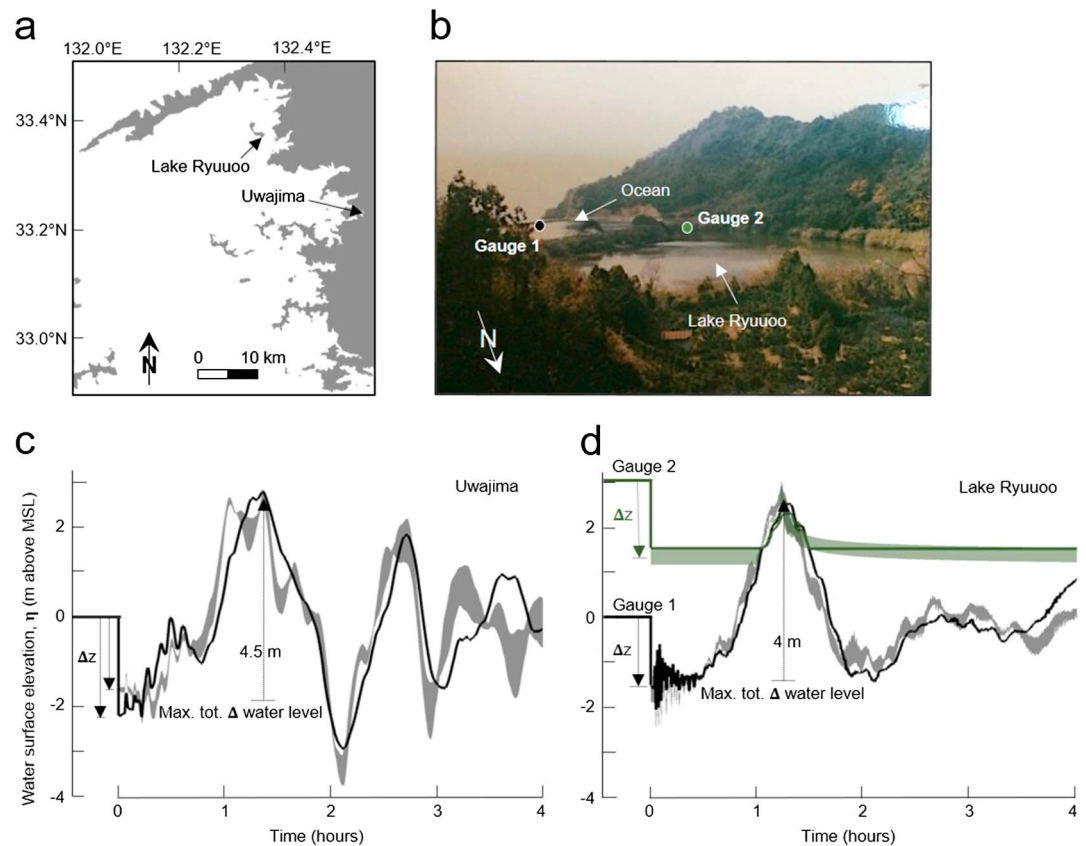 a
132.0°E
132.2°E
132.4°E
33.4°N
33.2°N
33.0°N
Lake Ryuuoo
Uwajima
N
0 10 km
b
Ocean
Gauge 1
Gauge 2
Lake Ryuuoo
N
c
Uwajima
Water surface elevation, η (m above MSL)
2
0
-2
-4
Δz
4.5 m
Max. tot. Δ water level
0 1 2 3 4
Time (hours)
d
Gauge 2
Lake Ryuuoo
Δz
2
Gauge 1
0
Δz
4 m
Max. tot. Δ water level
-2
-4
0 1 2 3 4
Time (hours)